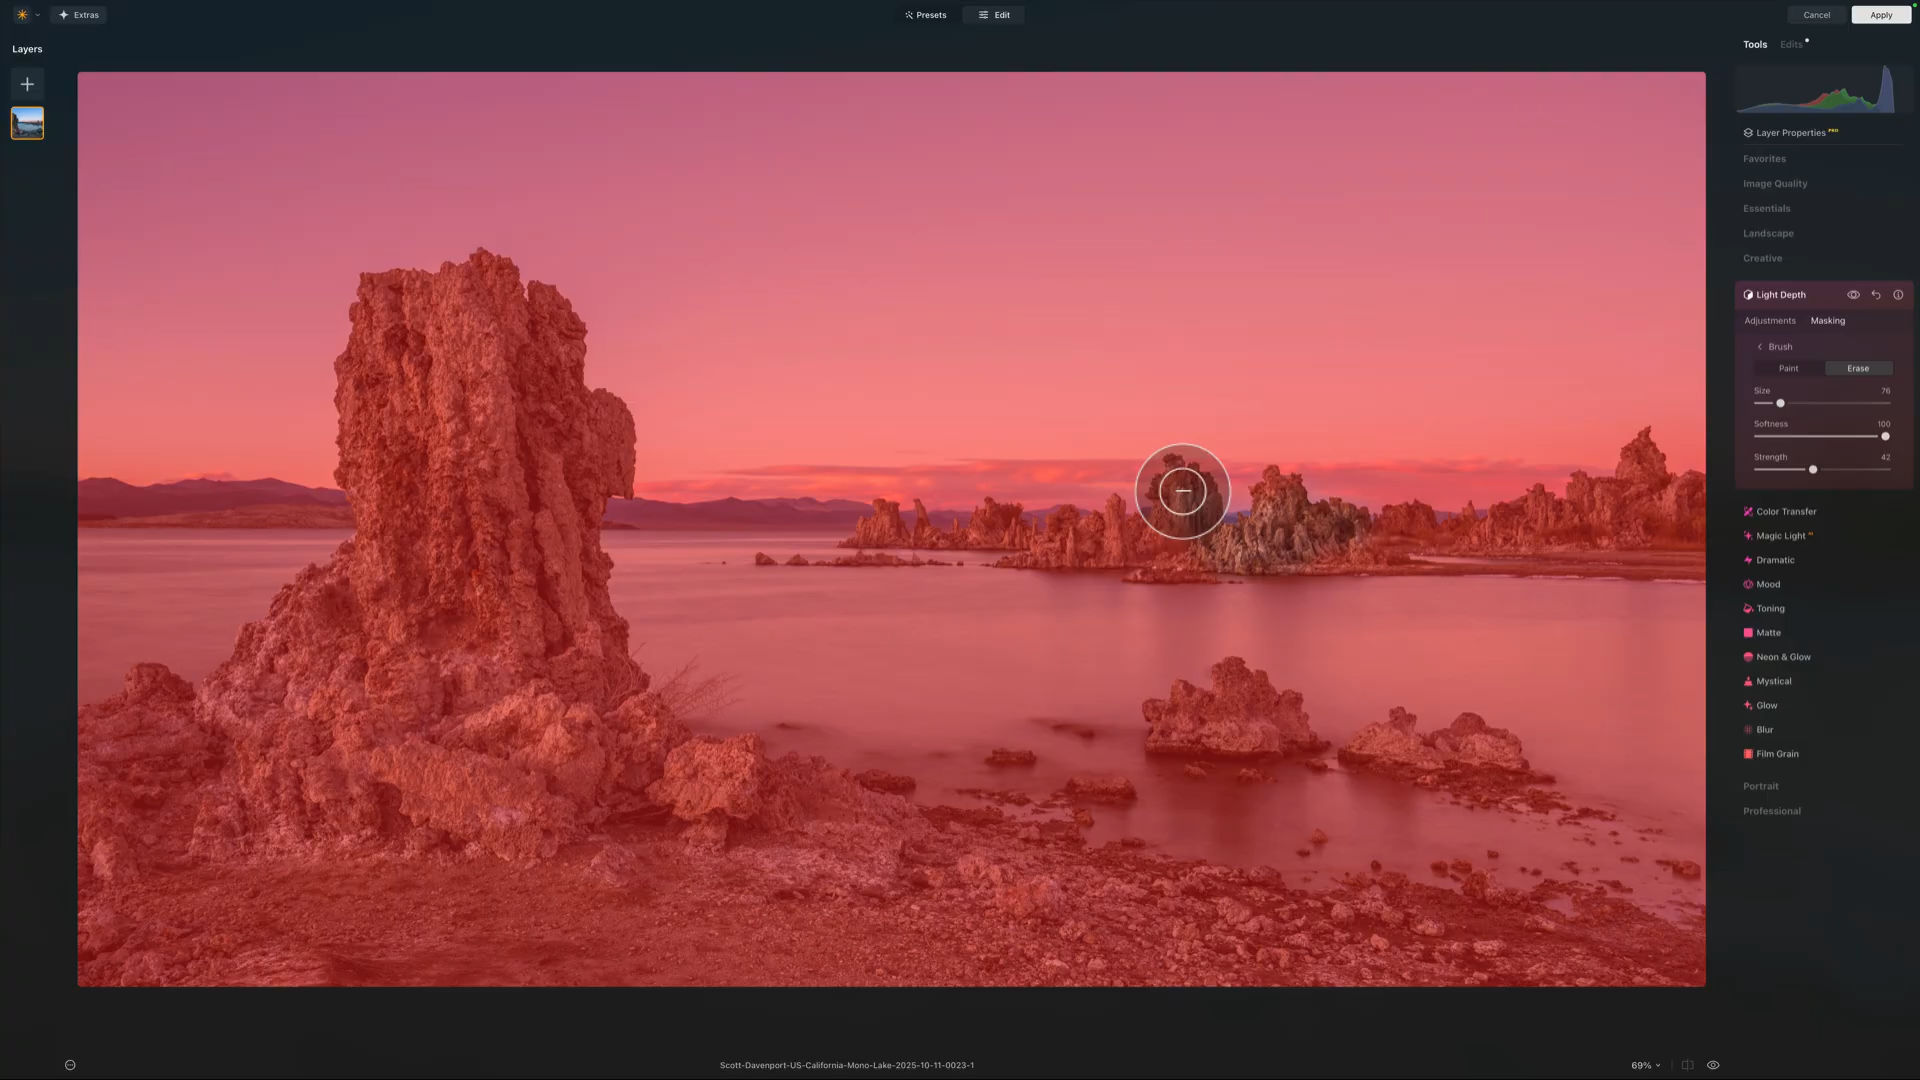 Extras
Presets
Edit
Cancel
Apply
Layers
Tools
Edits
Layer Properties PRO
Favorites
Image Quality
Essentials
Landscape
Creative
Light Depth
Adjustments
Masking
Brush
Paint
Erase
Size
76
Softness
100
Strength
42
Color Transfer
Magic Light AI
Dramatic
Mood
Toning
Matte
Neon & Glow
Mystical
Glow
Blur
Film Grain
Portrait
Professional
Scott-Davenport-US-California-Mono-Lake-2025-10-11-0023-1
69%